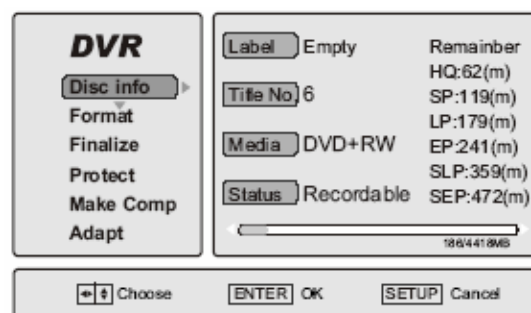 DVR
Disc info
Format
Finalize
Protect
Make Comp
Adapt
Label Empty
Title No 6
Media DVD+RW
Status Recordable
Remainber
HQ:62(m)
SP:119(m)
LP:179(m)
EP:241(m)
SLP:359(m)
SEP:472(m)
186/4418MB
Choose
ENTER OK
SETUP Cancel